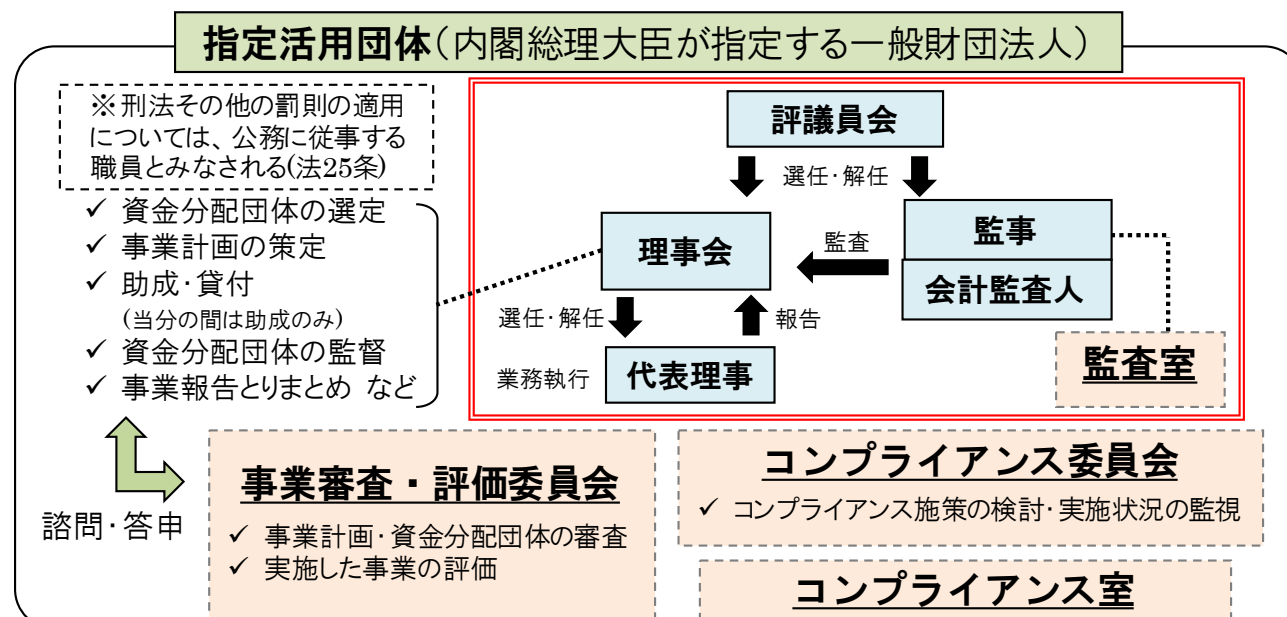 指定活用団体(内閣総理大臣が指定する一般財団法人)
※刑法その他の罰則の適用
については、公務に従事する
職員とみなされる(法25条)
✓ 資金分配団体の選定
✓ 事業計画の策定
✓ 助成・貸付
(当分の間は助成のみ)
✓ 資金分配団体の監督
✓ 事業報告とりまとめ など
評議員会
選任・解任
理事会
監査
監事
会計監査人
選任・解任
報告
業務執行
代表理事
監査室
諮問・答申
事業審査・評価委員会
✓ 事業計画・資金分配団体の審査
✓ 実施した事業の評価
コンプライアンス委員会
✓ コンプライアンス施策の検討・実施状況の監視
コンプライアンス室